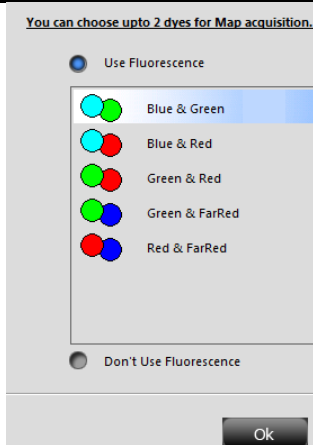 You can choose upto 2 dyes for Map acquisition.
Use Fluorescence
Blue & Green
Blue & Red
Green & Red
Green & FarRed
Red & FarRed
Don't Use Fluorescence
Ok